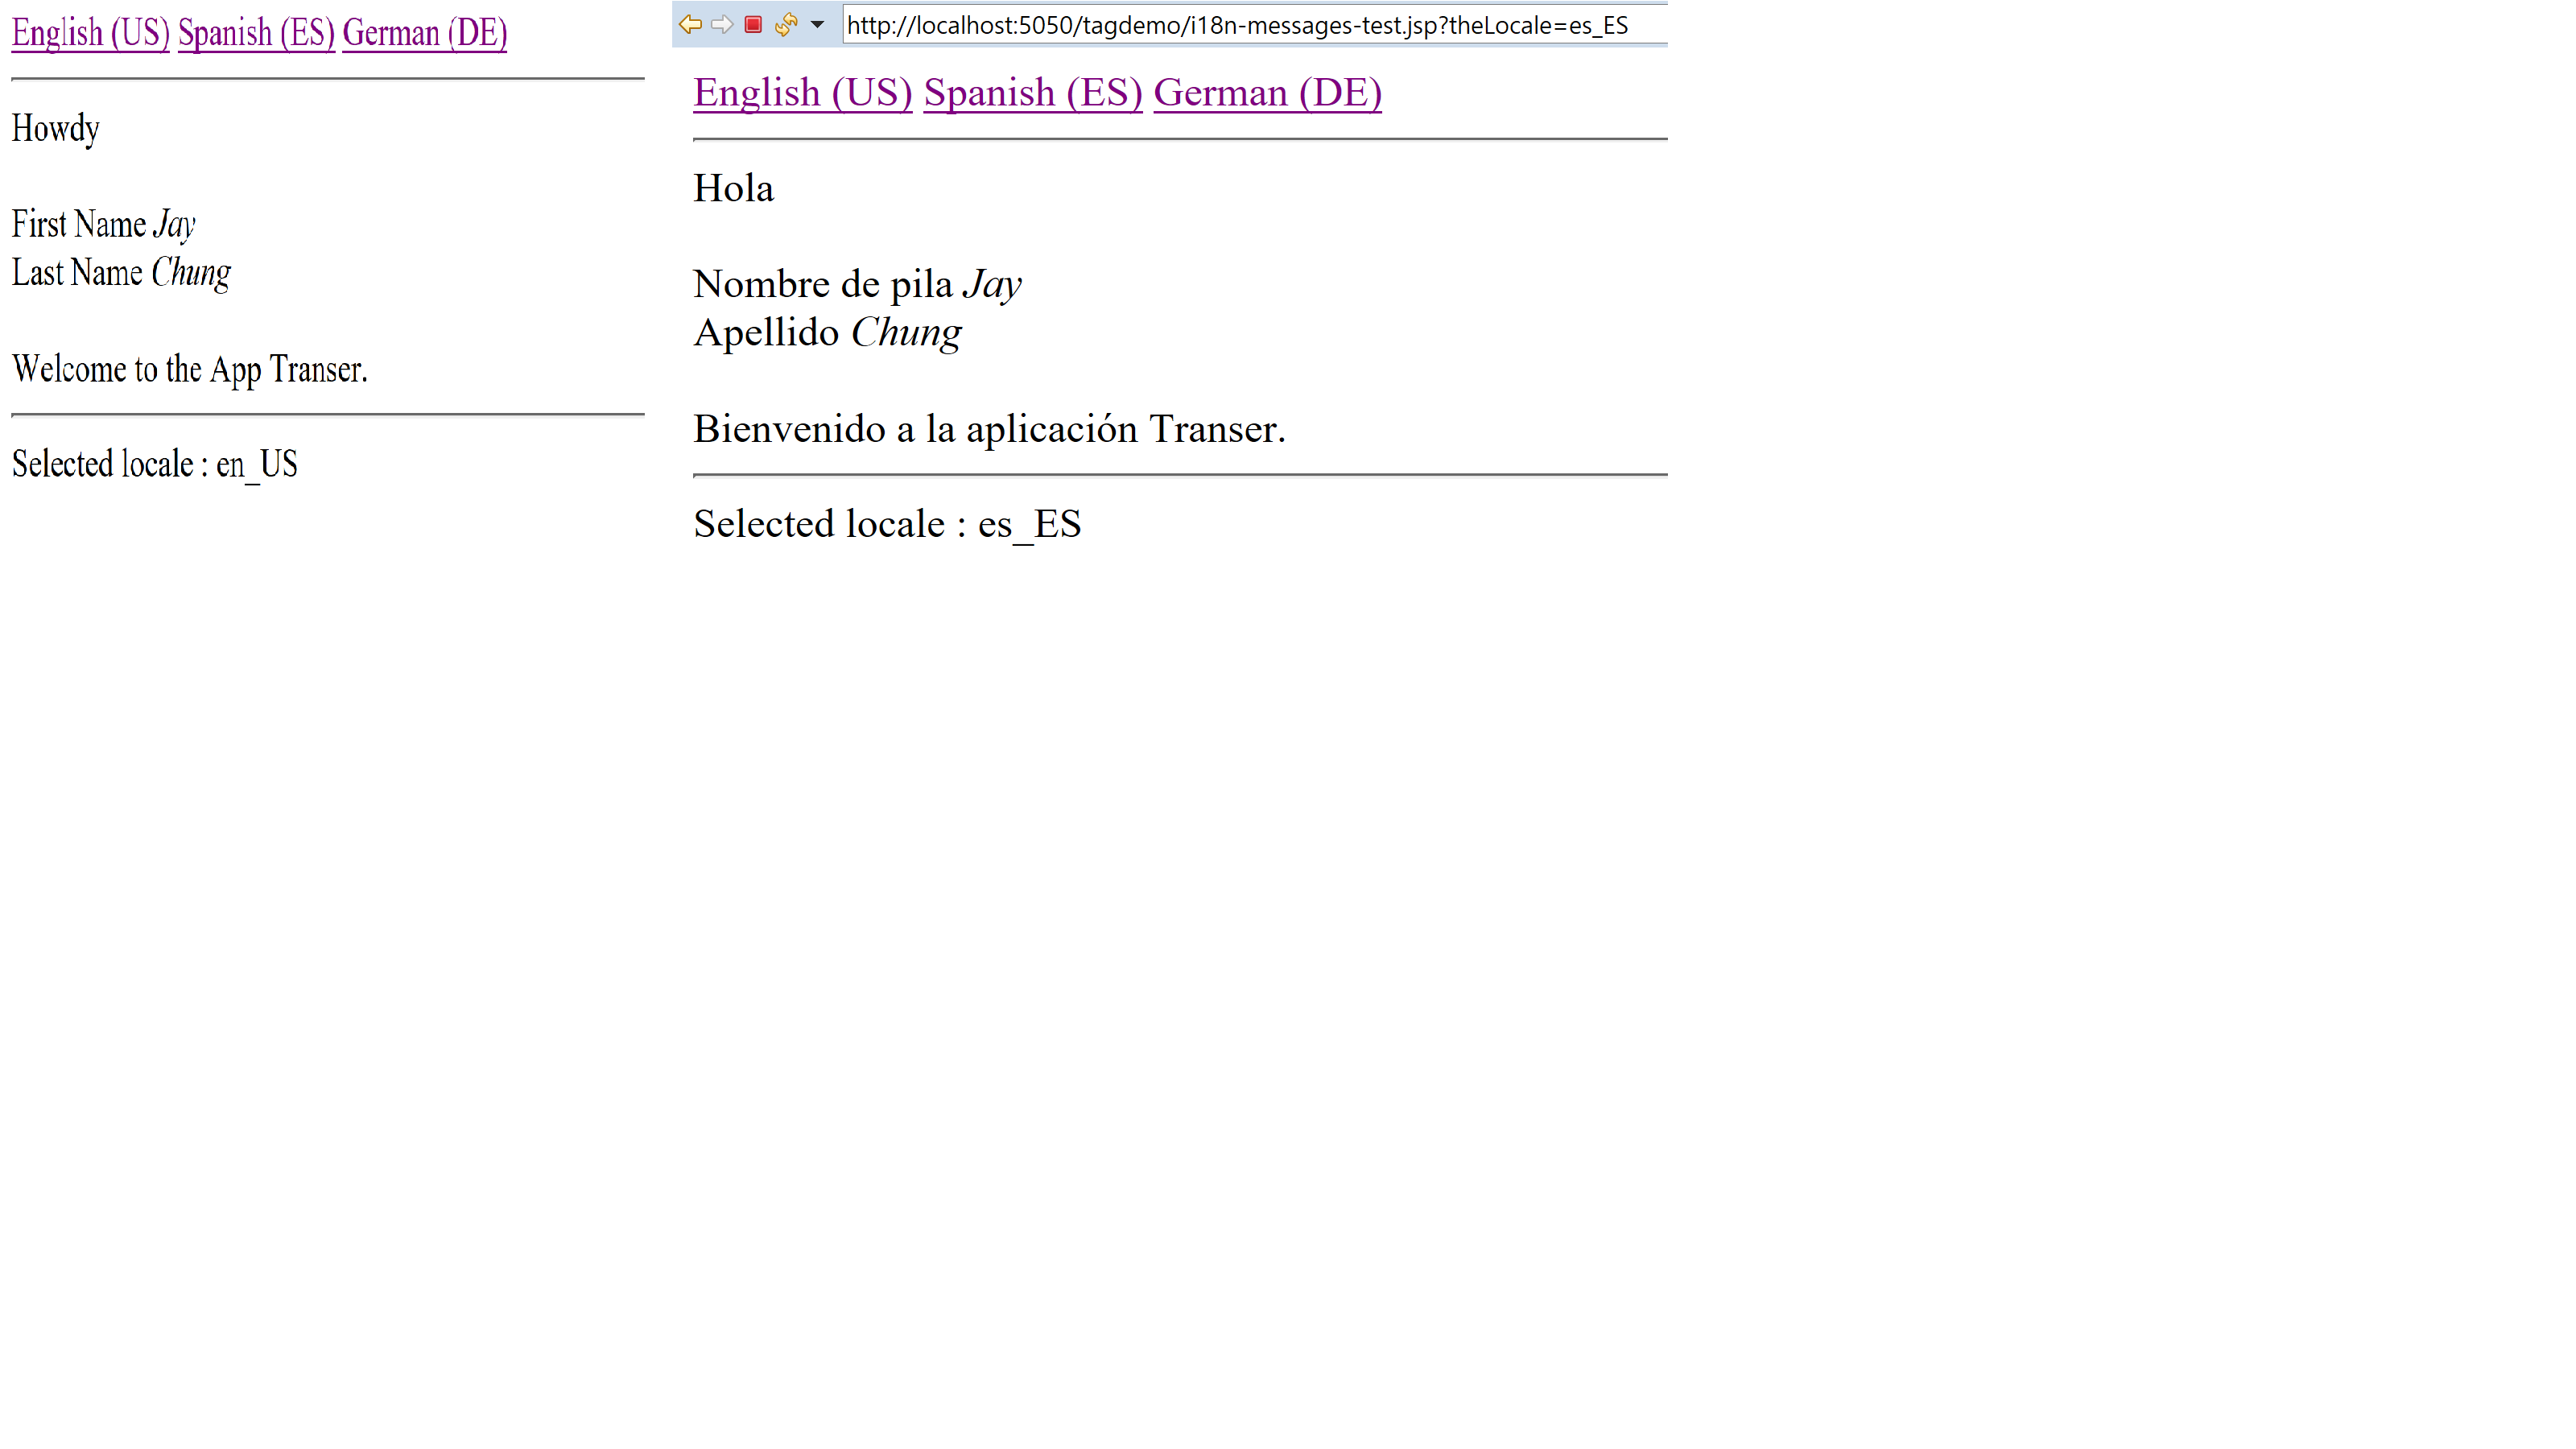 English (US) Spanish (ES) German (DE)
Howdy
First Name Jay
Last Name Chung
Welcome to the App Transer.
Selected locale : en_US
http://localhost:5050/tagdemo/i18n-messages-test.jsp?theLocale=es_ES
English (US) Spanish (ES) German (DE)
Hola
Nombre de pila Jay
Apellido Chung
Bienvenido a la aplicación Transer.
Selected locale : es_ES